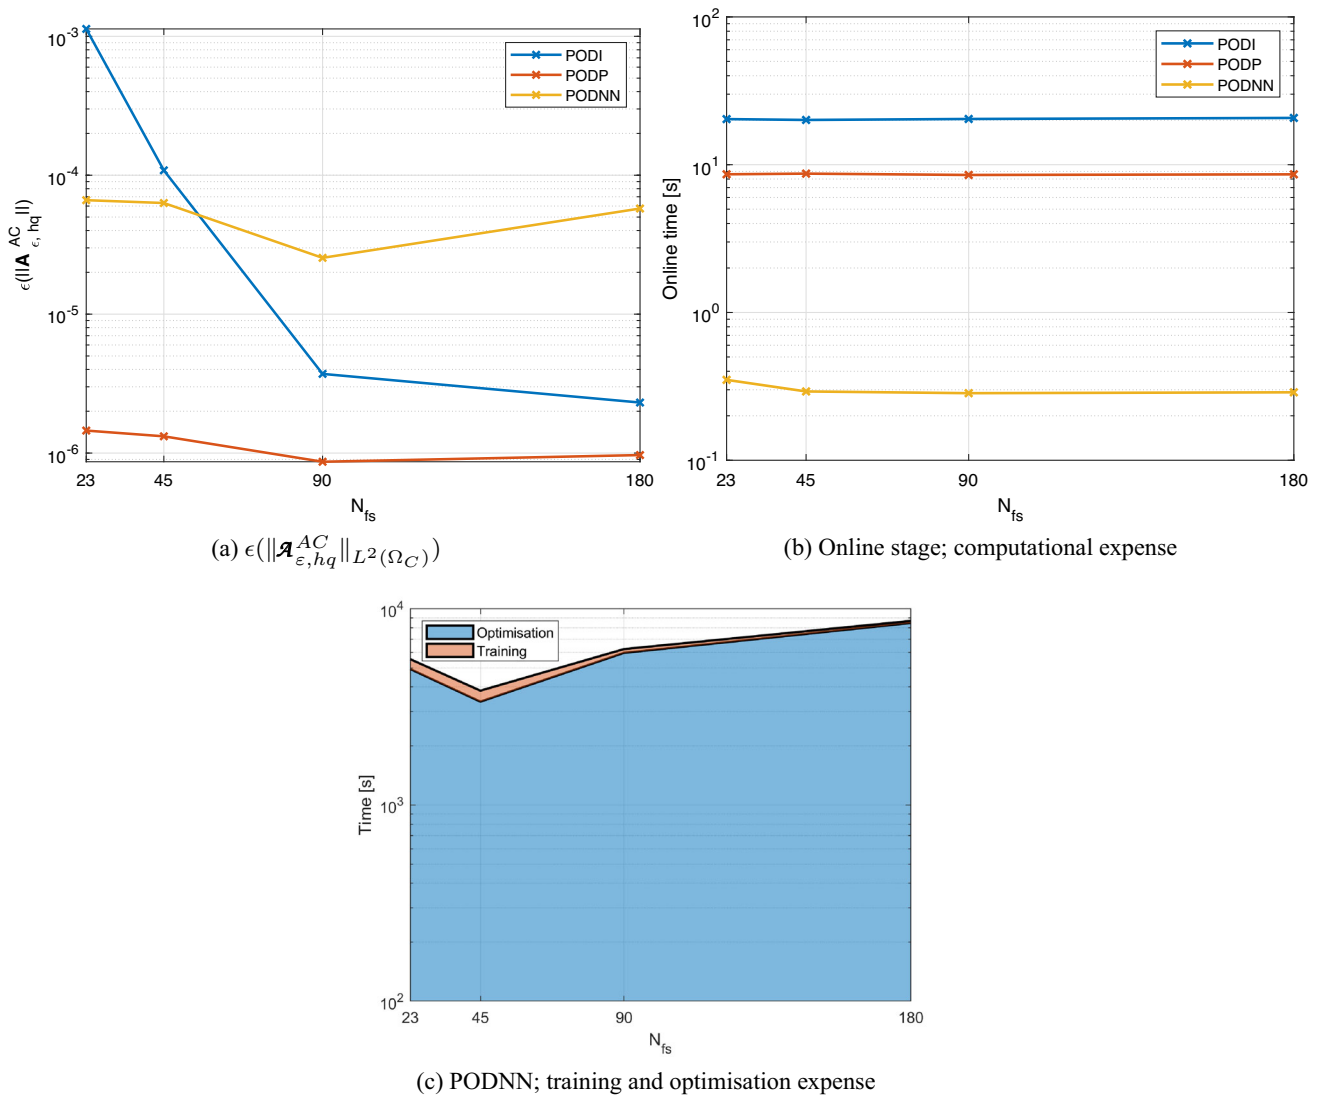 10^-3
10^-4
10^-5
10^-6
ϵ(||A^AC_ε, hq||)
PODI
PODP
PODNN
23 45 90 180
N_fs
(a) ϵ(‖𝓐^{AC}_{ε,hq}‖_{L^2(Ω_C)})
10^2
10^1
10^0
10^-1
Online time [s]
PODI
PODP
PODNN
23 45 90 180
N_fs
(b) Online stage; computational expense
10^4
10^3
10^2
Time [s]
Optimisation
Training
23 45 90 180
N_fs
(c) PODNN; training and optimisation expense